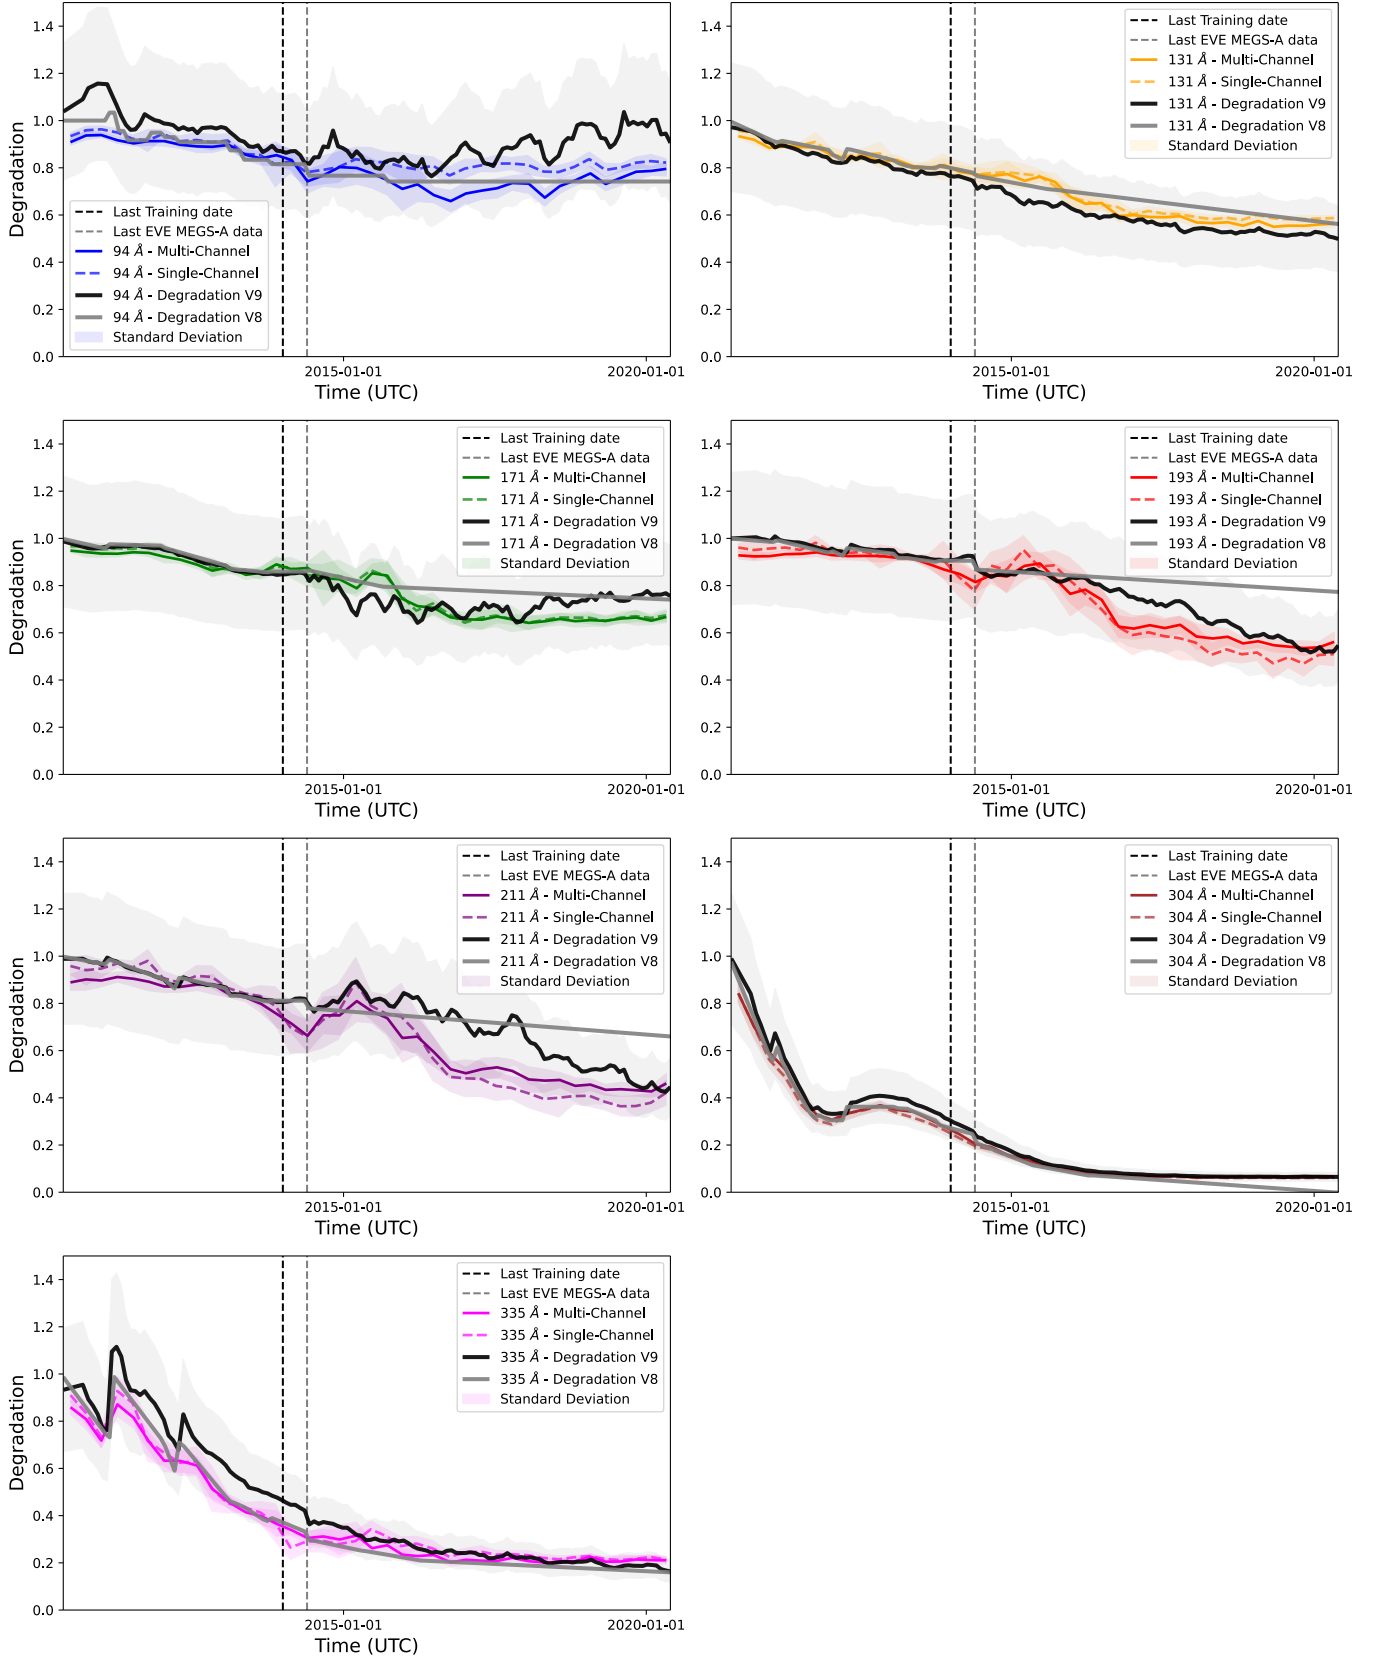 1.4
1.2
1.0
0.8
0.6
0.4
0.2
0.0
Degradation
Last Training date
Last EVE MEGS-A data
94 Å - Multi-Channel
94 Å - Single-Channel
94 Å - Degradation V9
94 Å - Degradation V8
Standard Deviation
2015-01-01
2020-01-01
Time (UTC)
1.4
1.2
1.0
0.8
0.6
0.4
0.2
0.0
Last Training date
Last EVE MEGS-A data
131 Å - Multi-Channel
131 Å - Single-Channel
131 Å - Degradation V9
131 Å - Degradation V8
Standard Deviation
2015-01-01
2020-01-01
Time (UTC)
1.4
1.2
1.0
0.8
0.6
0.4
0.2
0.0
Degradation
Last Training date
Last EVE MEGS-A data
171 Å - Multi-Channel
171 Å - Single-Channel
171 Å - Degradation V9
171 Å - Degradation V8
Standard Deviation
2015-01-01
2020-01-01
Time (UTC)
1.4
1.2
1.0
0.8
0.6
0.4
0.2
0.0
Last Training date
Last EVE MEGS-A data
193 Å - Multi-Channel
193 Å - Single-Channel
193 Å - Degradation V9
193 Å - Degradation V8
Standard Deviation
2015-01-01
2020-01-01
Time (UTC)
1.4
1.2
1.0
0.8
0.6
0.4
0.2
0.0
Degradation
Last Training date
Last EVE MEGS-A data
211 Å - Multi-Channel
211 Å - Single-Channel
211 Å - Degradation V9
211 Å - Degradation V8
Standard Deviation
2015-01-01
2020-01-01
Time (UTC)
1.4
1.2
1.0
0.8
0.6
0.4
0.2
0.0
Last Training date
Last EVE MEGS-A data
304 Å - Multi-Channel
304 Å - Single-Channel
304 Å - Degradation V9
304 Å - Degradation V8
Standard Deviation
2015-01-01
2020-01-01
Time (UTC)
1.4
1.2
1.0
0.8
0.6
0.4
0.2
0.0
Degradation
Last Training date
Last EVE MEGS-A data
335 Å - Multi-Channel
335 Å - Single-Channel
335 Å - Degradation V9
335 Å - Degradation V8
Standard Deviation
2015-01-01
2020-01-01
Time (UTC)